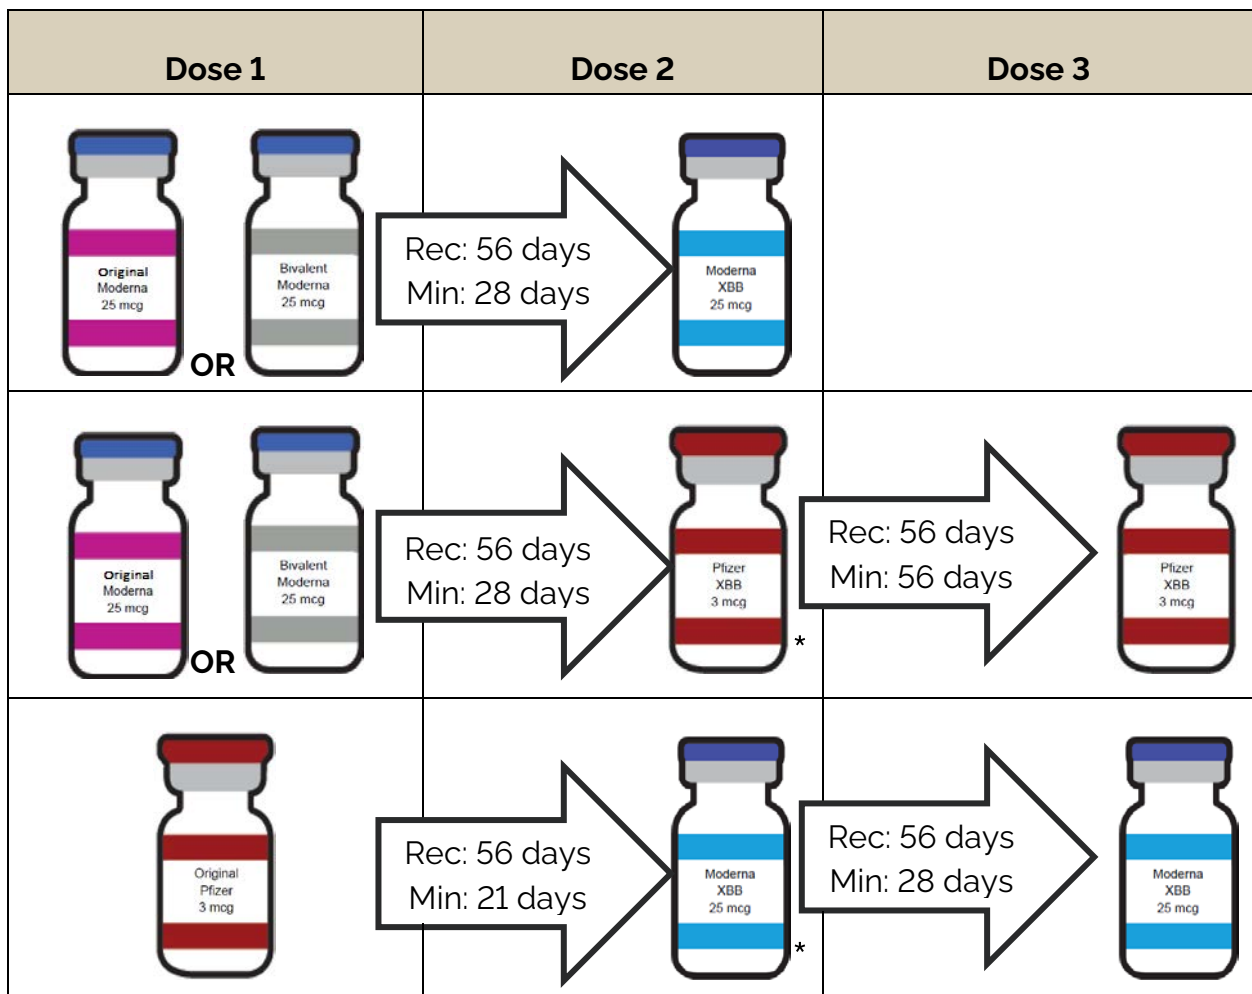 Dose 1
Dose 2
Dose 3
Original
Moderna
25 mcg
OR
Bivalent
Moderna
25 mcg
Rec: 56 days
Min: 28 days
Moderna
XBB
25 mcg
Original
Moderna
25 mcg
OR
Bivalent
Moderna
25 mcg
Rec: 56 days
Min: 28 days
Pfizer
XBB
3 mcg
*
Rec: 56 days
Min: 56 days
Pfizer
XBB
3 mcg
Original
Pfizer
3 mcg
Rec: 56 days
Min: 21 days
Moderna
XBB
25 mcg
*
Rec: 56 days
Min: 28 days
Moderna
XBB
25 mcg